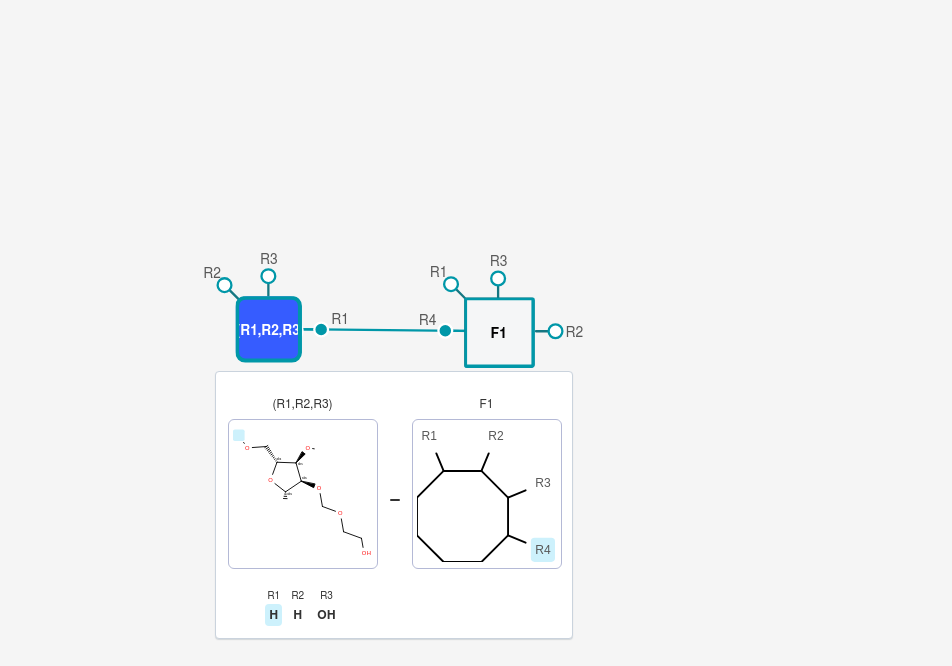 R2
R3
R1
R1,R2,R3
R1
R3
R4
F1
R2
(R1,R2,R3)
F1
O
O
O
O
O
OH
R1
R2
R3
R4
R1 R2 R3
H H OH